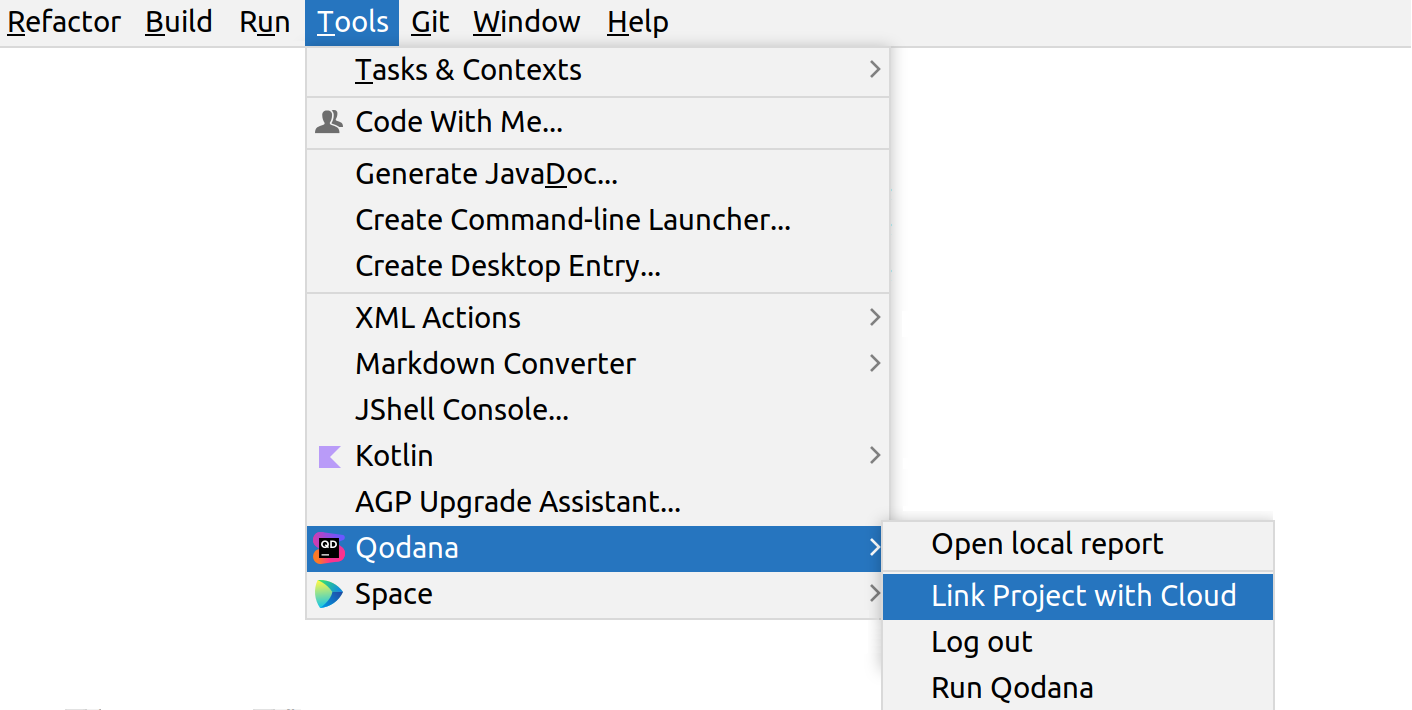 Refactor Build Run Tools Git Window Help
Tasks & Contexts
Code With Me...
Generate JavaDoc...
Create Command-line Launcher...
Create Desktop Entry...
XML Actions
Markdown Converter
JShell Console...
Kotlin
AGP Upgrade Assistant...
QD Qodana
Space
Open local report
Link Project with Cloud
Log out
Run Qodana